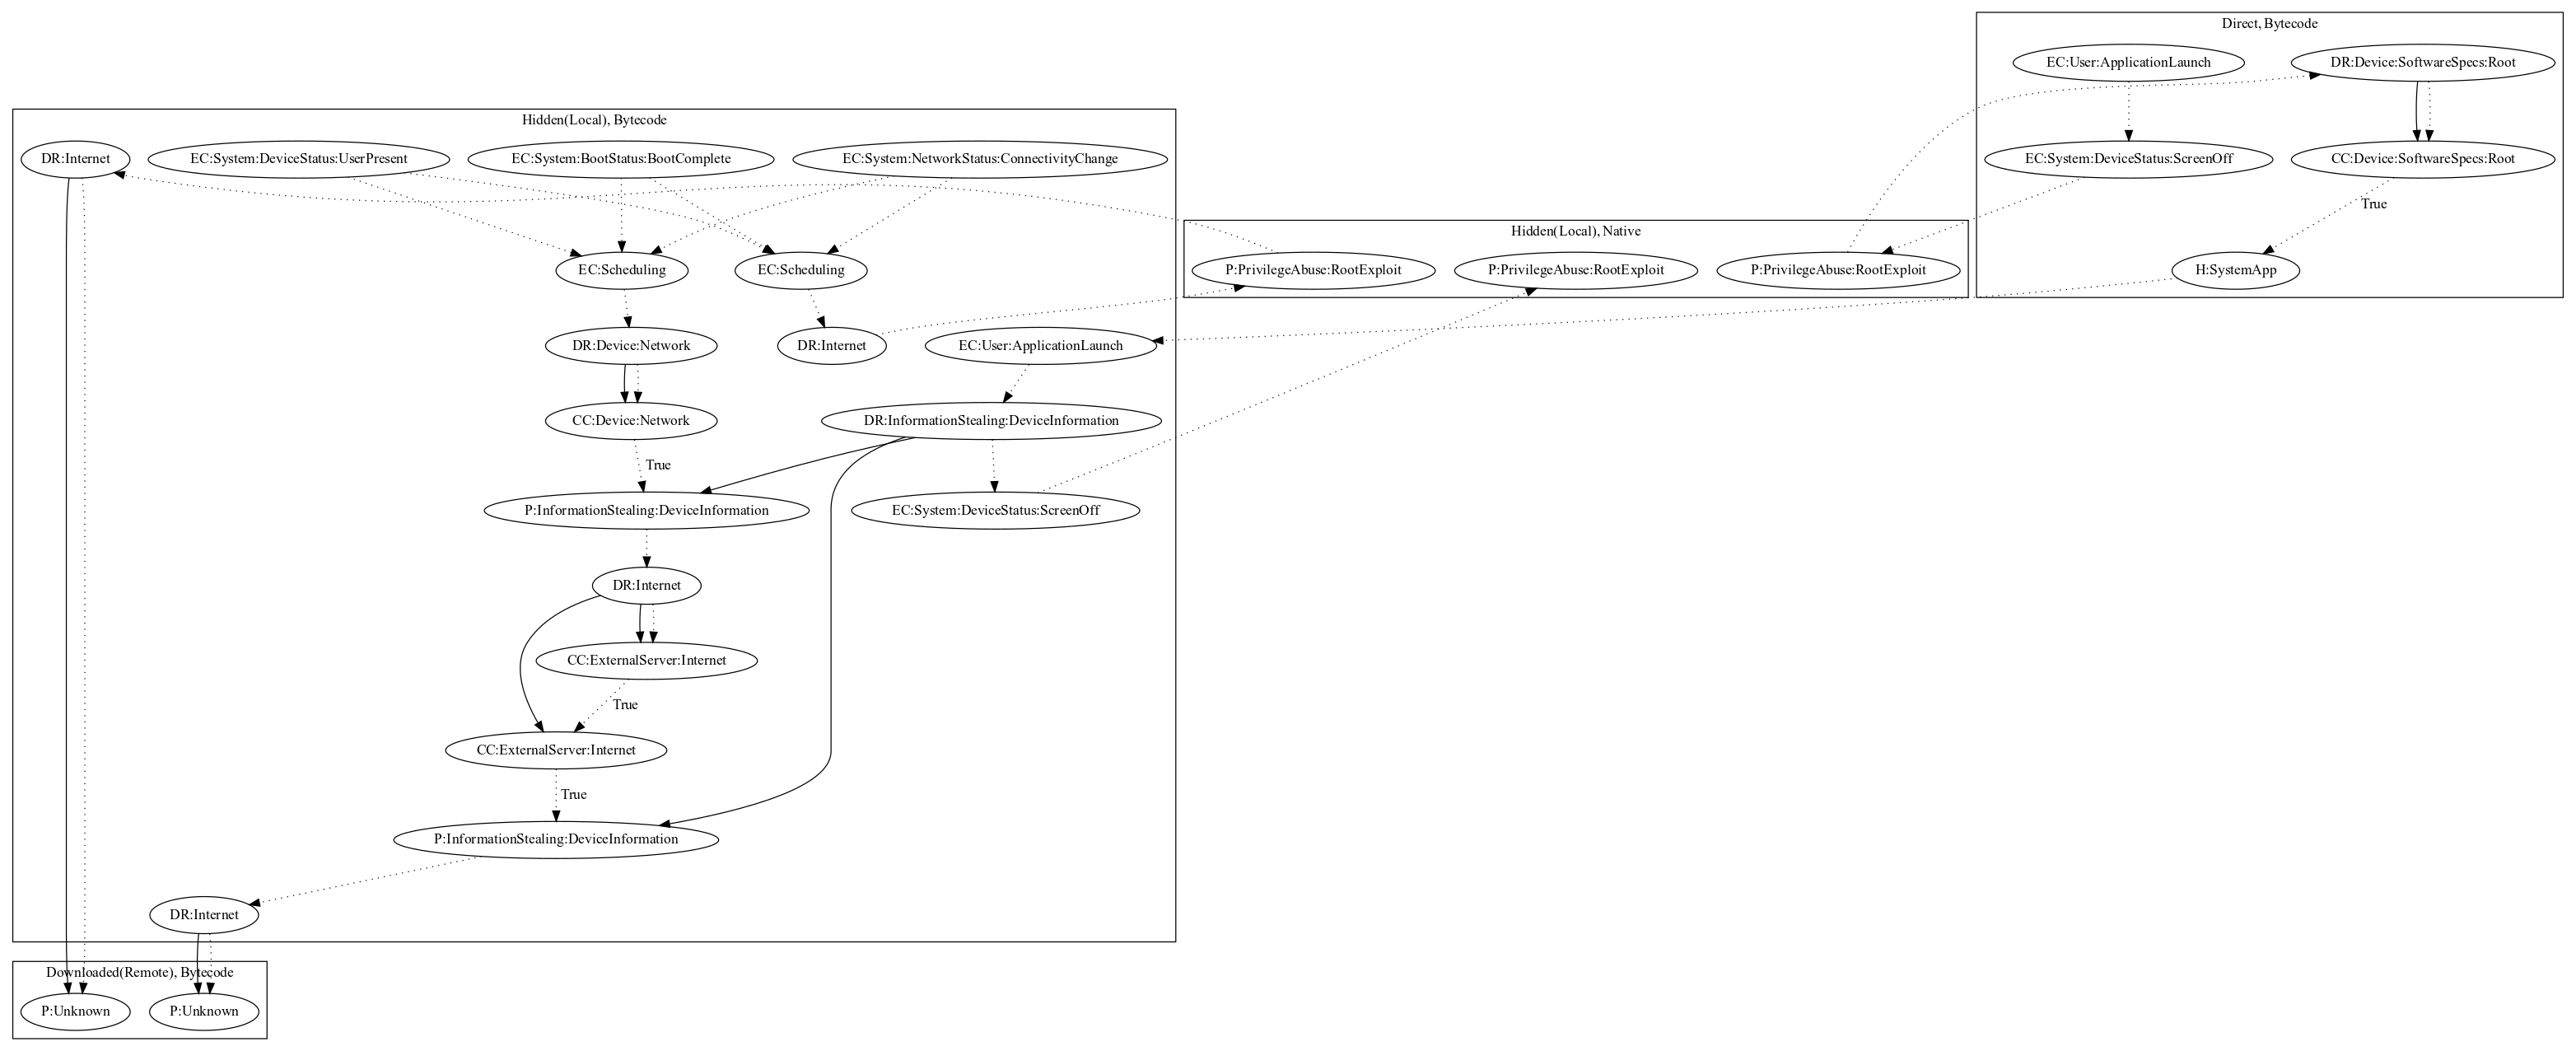 Direct, Bytecode
EC:User:ApplicationLaunch
DR:Device:SoftwareSpecs:Root
Hidden(Local), Bytecode
DR:Internet
EC:System:DeviceStatus:UserPresent
EC:System:BootStatus:BootComplete
EC:System:NetworkStatus:ConnectivityChange
EC:System:DeviceStatus:ScreenOff
CC:Device:SoftwareSpecs:Root
True
Hidden(Local), Native
EC:Scheduling
EC:Scheduling
P:PrivilegeAbuse:RootExploit
P:PrivilegeAbuse:RootExploit
P:PrivilegeAbuse:RootExploit
H:SystemApp
DR:Device:Network
DR:Internet
EC:User:ApplicationLaunch
CC:Device:Network
DR:InformationStealing:DeviceInformation
True
P:InformationStealing:DeviceInformation
EC:System:DeviceStatus:ScreenOff
DR:Internet
CC:ExternalServer:Internet
True
CC:ExternalServer:Internet
True
P:InformationStealing:DeviceInformation
DR:Internet
Downloaded(Remote), Bytecode
P:Unknown
P:Unknown